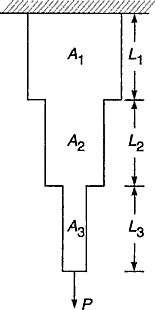 A₁ L₁
A₂ L₂
A₃ L₃
P